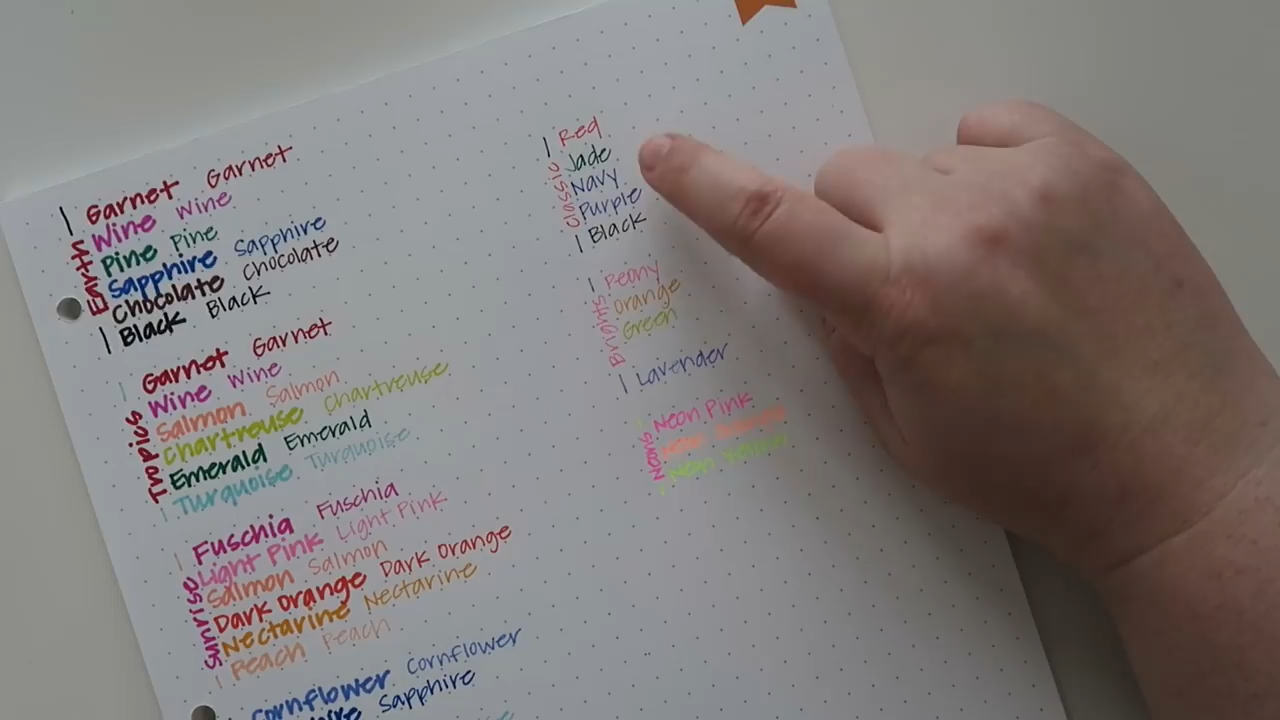 Earth
Garnet Garnet
Wine Wine
Pine Pine
Sapphire Sapphire
Chocolate Chocolate
Black Black
Tropics
Garnet Garnet
Wine Wine
Salmon Salmon
Chartreuse Chartreuse
Emerald Emerald
Turquoise Turquoise
Sunrise
Fuschia Fuschia
Light Pink Light Pink
Salmon Salmon
Dark Orange Dark Orange
Nectarine Nectarine
Peach Peach
Cornflower Cornflower
Sapphire
Classic
Red
Jade
Navy
Purple
Black
Brights
Peony
Orange
Green
Lavender
Neons
Neon Pink
Neon Yellow